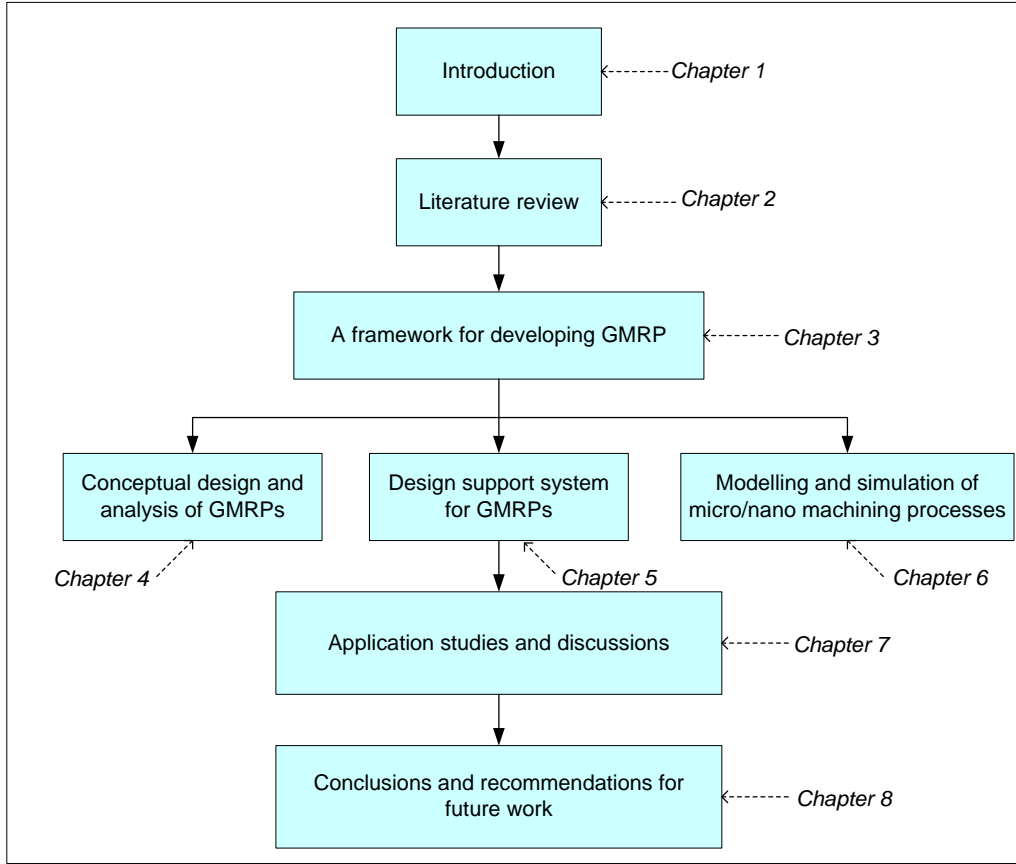 Introduction
Chapter 1
Literature review
Chapter 2
A framework for developing GMRP
Chapter 3
Conceptual design and
analysis of GMRPs
Design support system
for GMRPs
Modelling and simulation of
micro/nano machining processes
Chapter 4
Chapter 5
Chapter 6
Application studies and discussions
Chapter 7
Conclusions and recommendations for
future work
Chapter 8